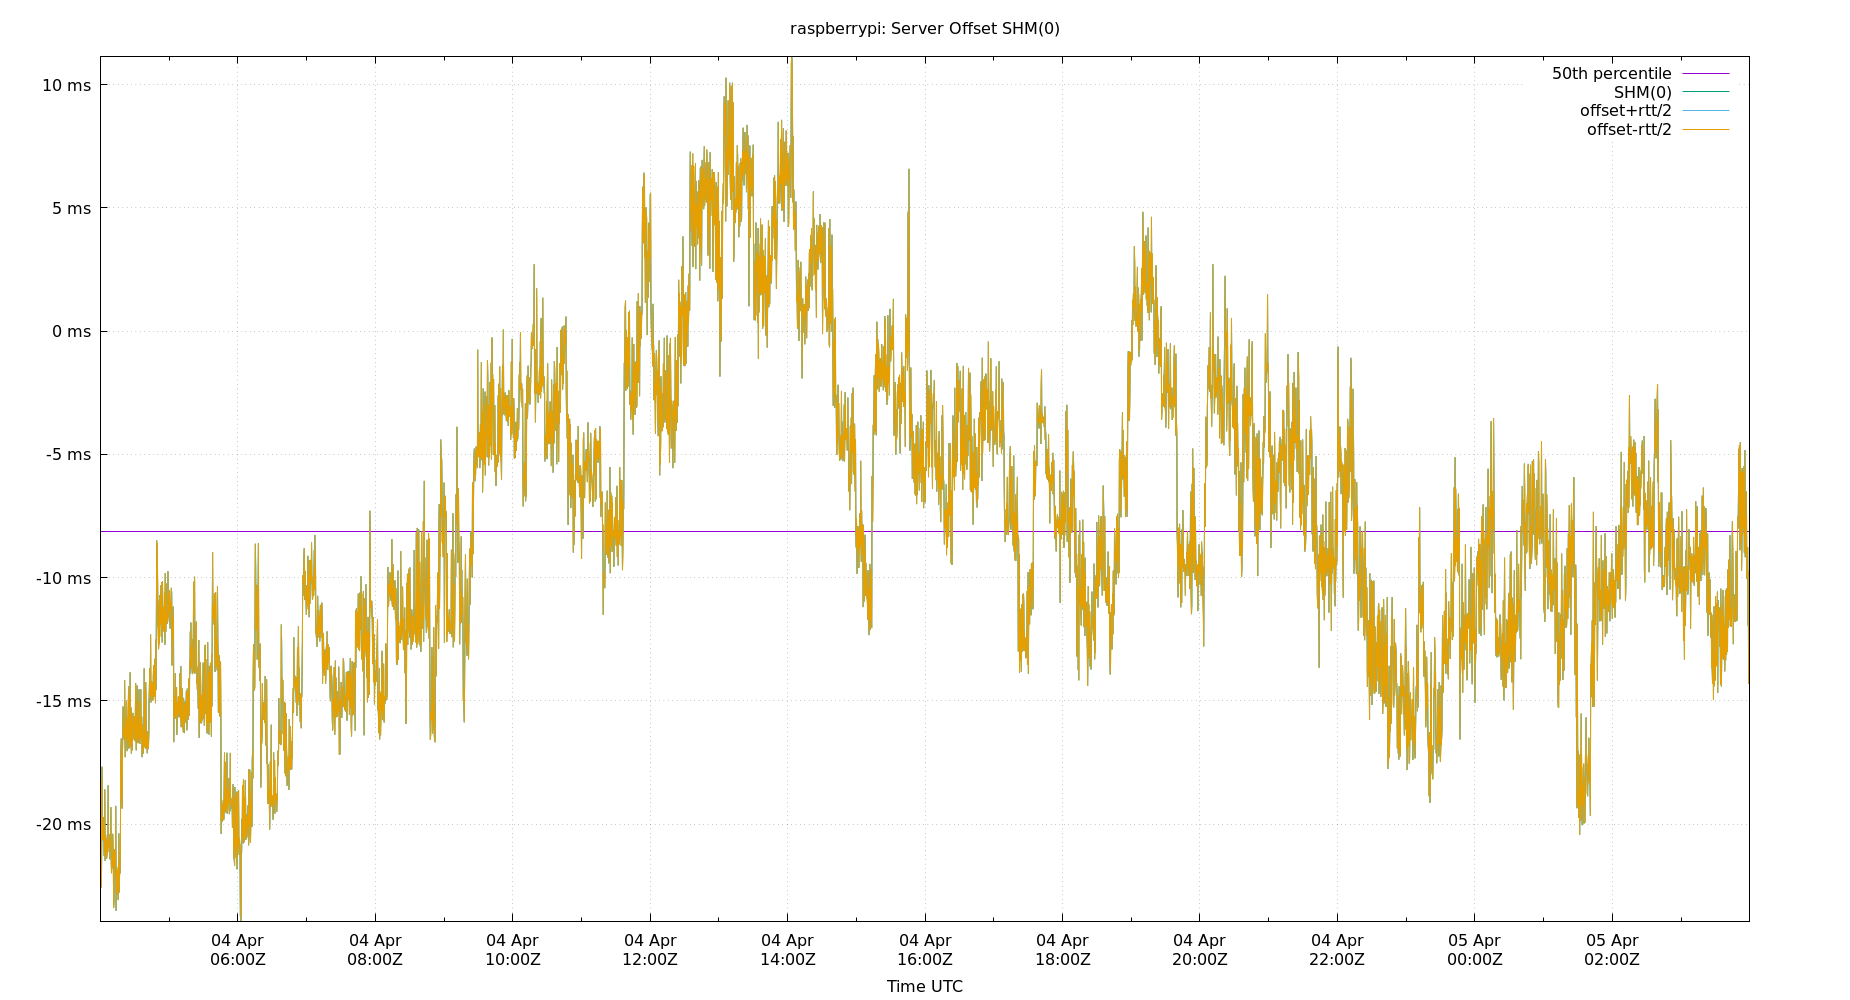 raspberrypi: Server Offset SHM(0)
50th percentile
SHM(0)
offset+rtt/2
offset-rtt/2
10 ms
5 ms
0 ms
-5 ms
-10 ms
-15 ms
-20 ms
04 Apr 04 Apr 04 Apr 04 Apr 04 Apr 04 Apr 04 Apr 04 Apr 04 Apr 05 Apr 05 Apr
06:00Z 08:00Z 10:00Z 12:00Z 14:00Z 16:00Z 18:00Z 20:00Z 22:00Z 00:00Z 02:00Z
Time UTC